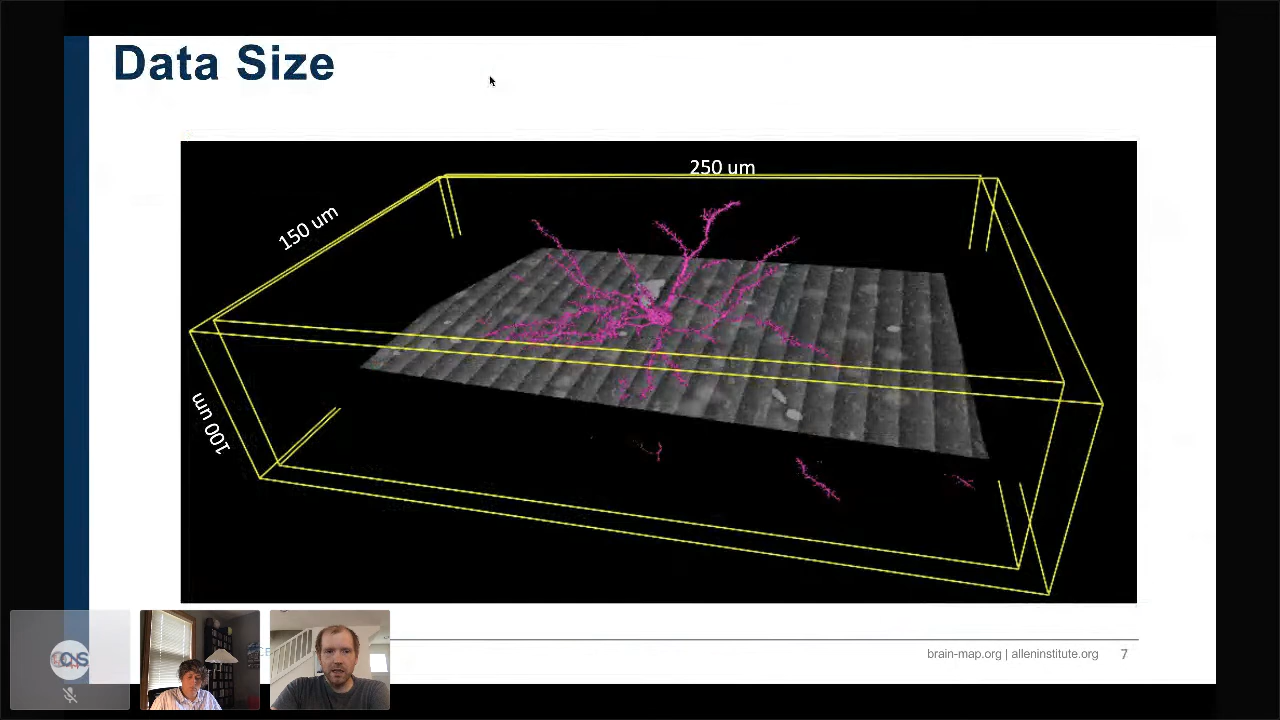 Data Size
250 um
150 um
100 um
brain-map.org | alleninstitute.org 7